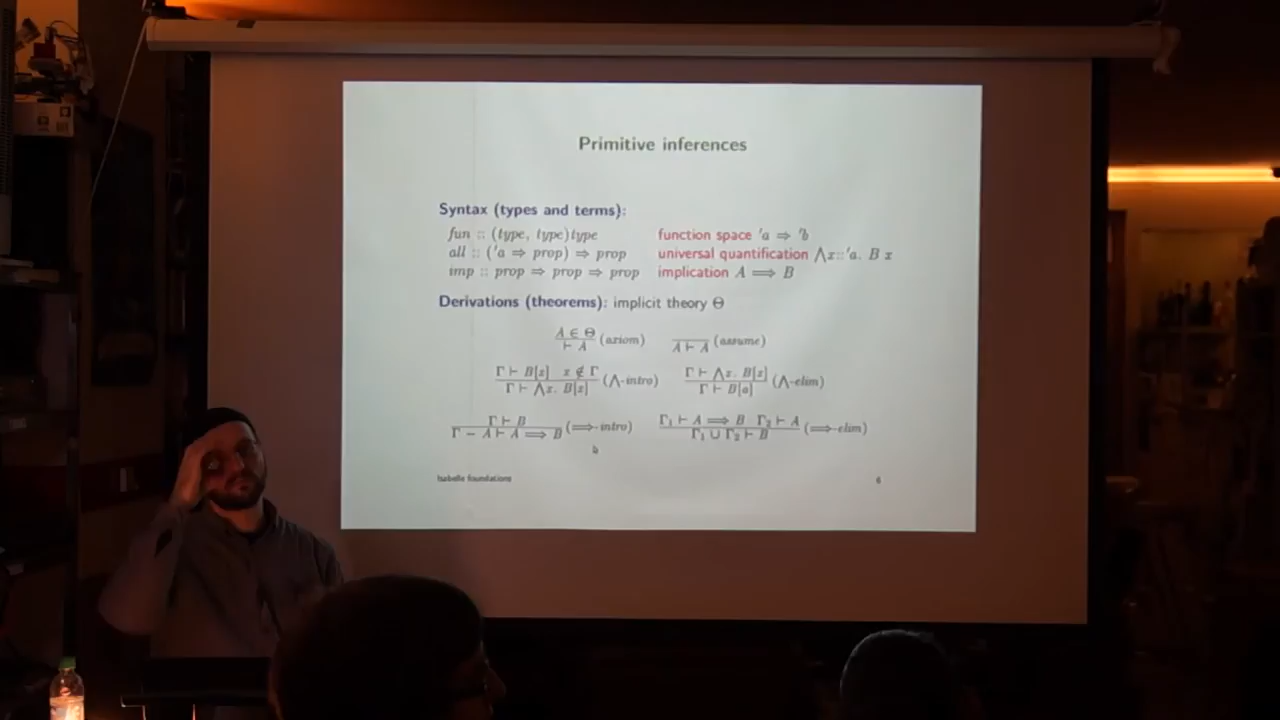 Primitive inferences
Syntax (types and terms):
fun :: (type, type)type function space 'a ⇒ 'b
all :: ('a ⇒ prop) ⇒ prop universal quantification ⋀x::'a. B x
imp :: prop ⇒ prop ⇒ prop implication A ⟹ B
Derivations (theorems): implicit theory Θ
A ∈ Θ
⊢ A (axiom) A ⊢ A (assume)
Γ ⊢ B[x] x ∉ Γ
Γ ⊢ ⋀x. B[x] (⋀-intro)
Γ ⊢ ⋀x. B[x]
Γ ⊢ B[a] (⋀-elim)
Γ ⊢ B
Γ − A ⊢ A ⟹ B (⟹-intro)
Γ₁ ⊢ A ⟹ B Γ₂ ⊢ A
Γ₁ ∪ Γ₂ ⊢ B (⟹-elim)
Isabelle foundations 6